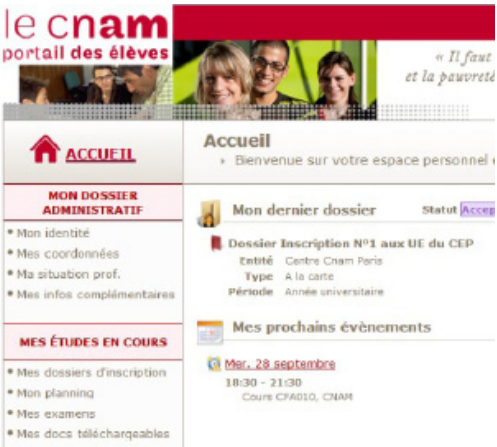 le cnam
portail des élèves
« Il faut
et la pauvreté
ACCUEIL
Accueil
Bienvenue sur votre espace personnel
MON DOSSIER
ADMINISTRATIF
• Mon identité
• Mes coordonnées
• Ma situation prof.
• Mes infos complémentaires
MES ÉTUDES EN COURS
• Mes dossiers d'inscription
• Mon planning
• Mes examens
• Mes docs téléchargeables
Mon dernier dossier Statut Accep
Dossier Inscription Nº1 aux UE du CEP
Entité Centre Cnam Paris
Type A la carte
Période Année universitaire
Mes prochains évènements
Mer. 28 septembre
18:30 - 21:30
Cours CFA010, CNAM